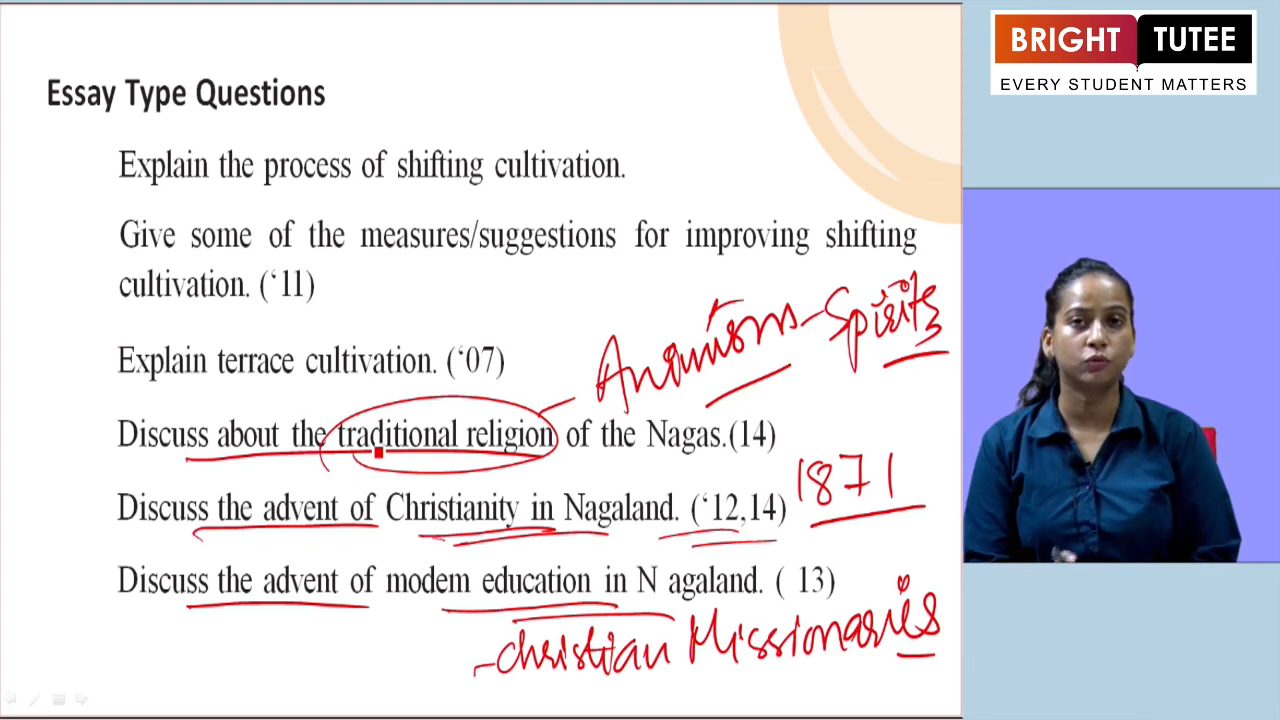 BRIGHT TUTEE
EVERY STUDENT MATTERS
Essay Type Questions
Explain the process of shifting cultivation.
Give some of the measures/suggestions for improving shifting
cultivation. (‘11)
Explain terrace cultivation. (‘07)
Animism - Spirits
Discuss about the traditional religion of the Nagas.(14)
Discuss the advent of Christianity in Nagaland. (‘12,14)
1871
Discuss the advent of modem education in N agaland. ( 13)
- Christian Missionaries